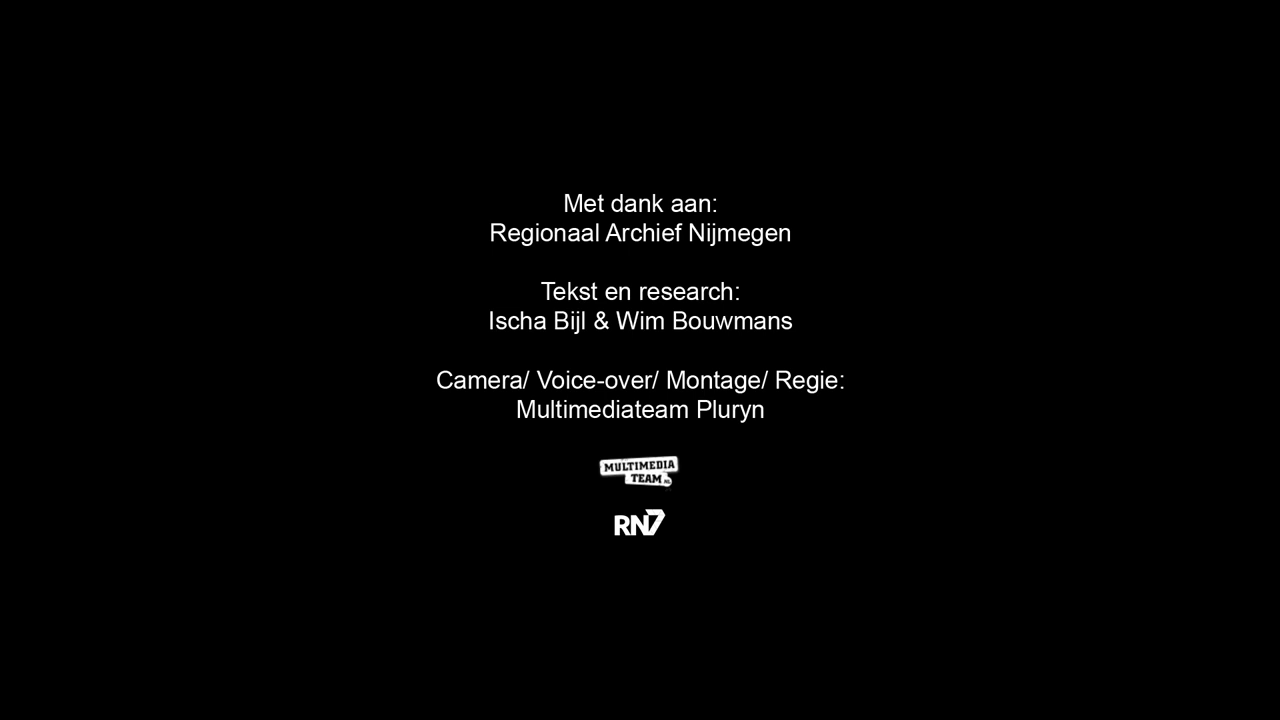 Met dank aan:
Regionaal Archief Nijmegen
Tekst en research:
Ischa Bijl & Wim Bouwmans
Camera/ Voice-over/ Montage/ Regie:
Multimediateam Pluryn
MULTIMEDIA
TEAM.NL
RN7